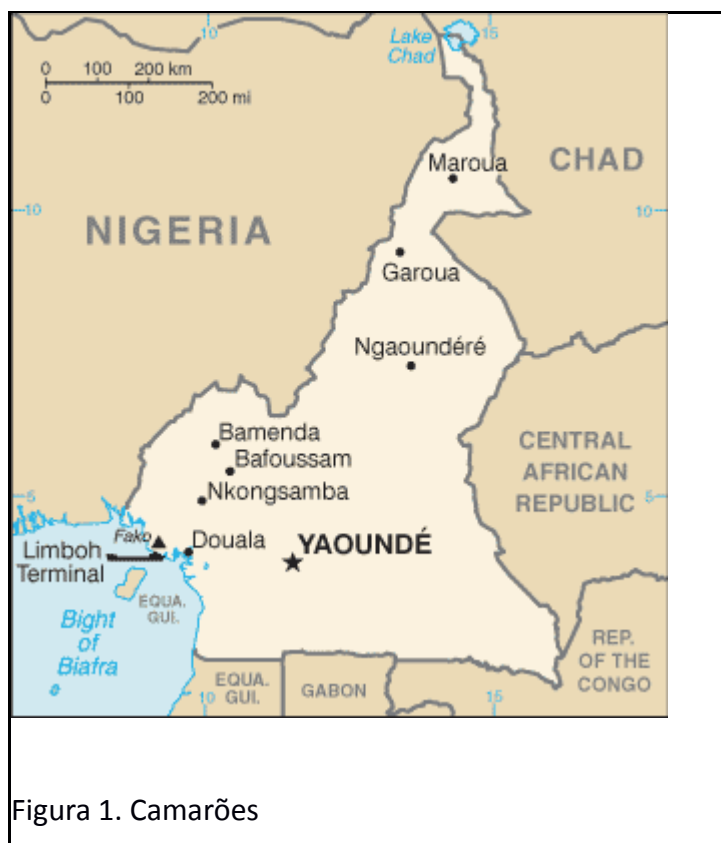 10
15
Lake
Chad
0 100 200 km
0 100 200 mi
Maroua
CHAD
10
10
NIGERIA
Garoua
Ngaoundéré
Bamenda
Bafoussam
CENTRAL
AFRICAN
REPUBLIC
Nkongsamba
5
5
Fako
Douala
YAOUNDÉ
Limboh
Terminal
EQUA.
GUI.
Bight
of
Biafra
REP.
OF THE
CONGO
EQUA.
GUI.
GABON
10
15
Figura 1. Camarões